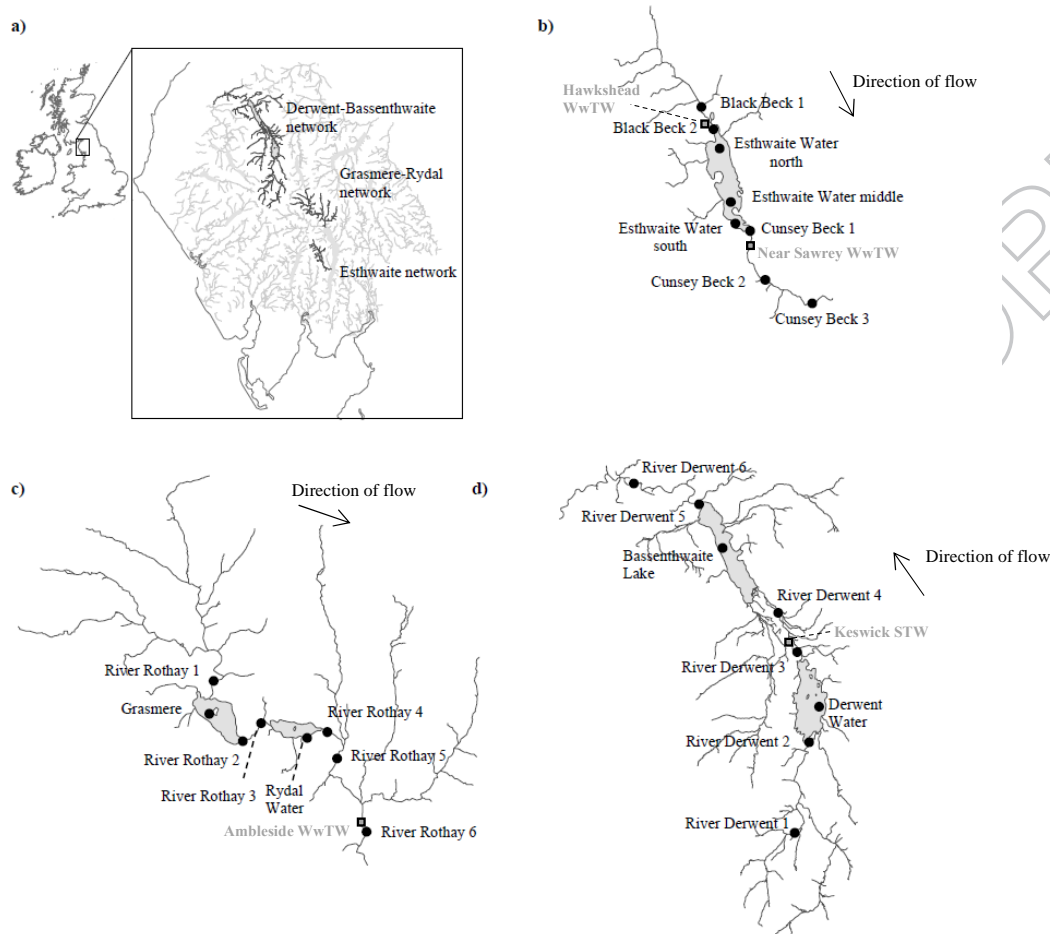 a)
Derwent-Bassenthwaite
network
Grasmere-Rydal
network
Esthwaite network
b)
Direction of flow
Hawkshead
WwTW
Black Beck 1
Black Beck 2
Esthwaite Water
north
Esthwaite Water middle
Esthwaite Water
south
Cunsey Beck 1
Near Sawrey WwTW
Cunsey Beck 2
Cunsey Beck 3
c)
Direction of flow
River Rothay 1
Grasmere
River Rothay 4
River Rothay 2
River Rothay 5
River Rothay 3
Rydal
Water
Ambleside WwTW
River Rothay 6
d)
River Derwent 6
River Derwent 5
Bassenthwaite
Lake
Direction of flow
River Derwent 4
Keswick STW
River Derwent 3
Derwent
Water
River Derwent 2
River Derwent 1